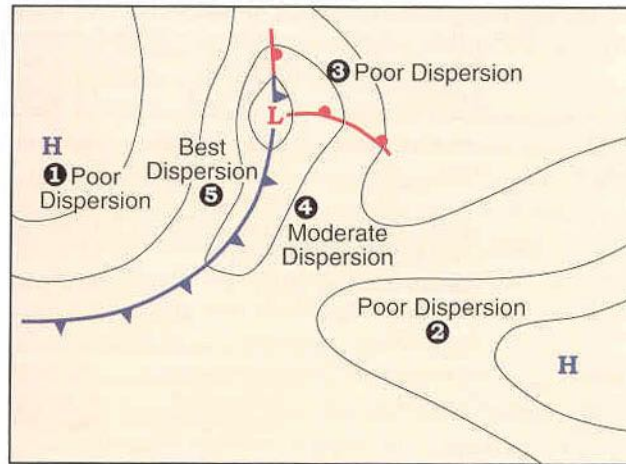 ❸ Poor Dispersion
L
H
❶ Poor
Dispersion
Best
Dispersion
❺
❹
Moderate
Dispersion
Poor Dispersion
❷
H